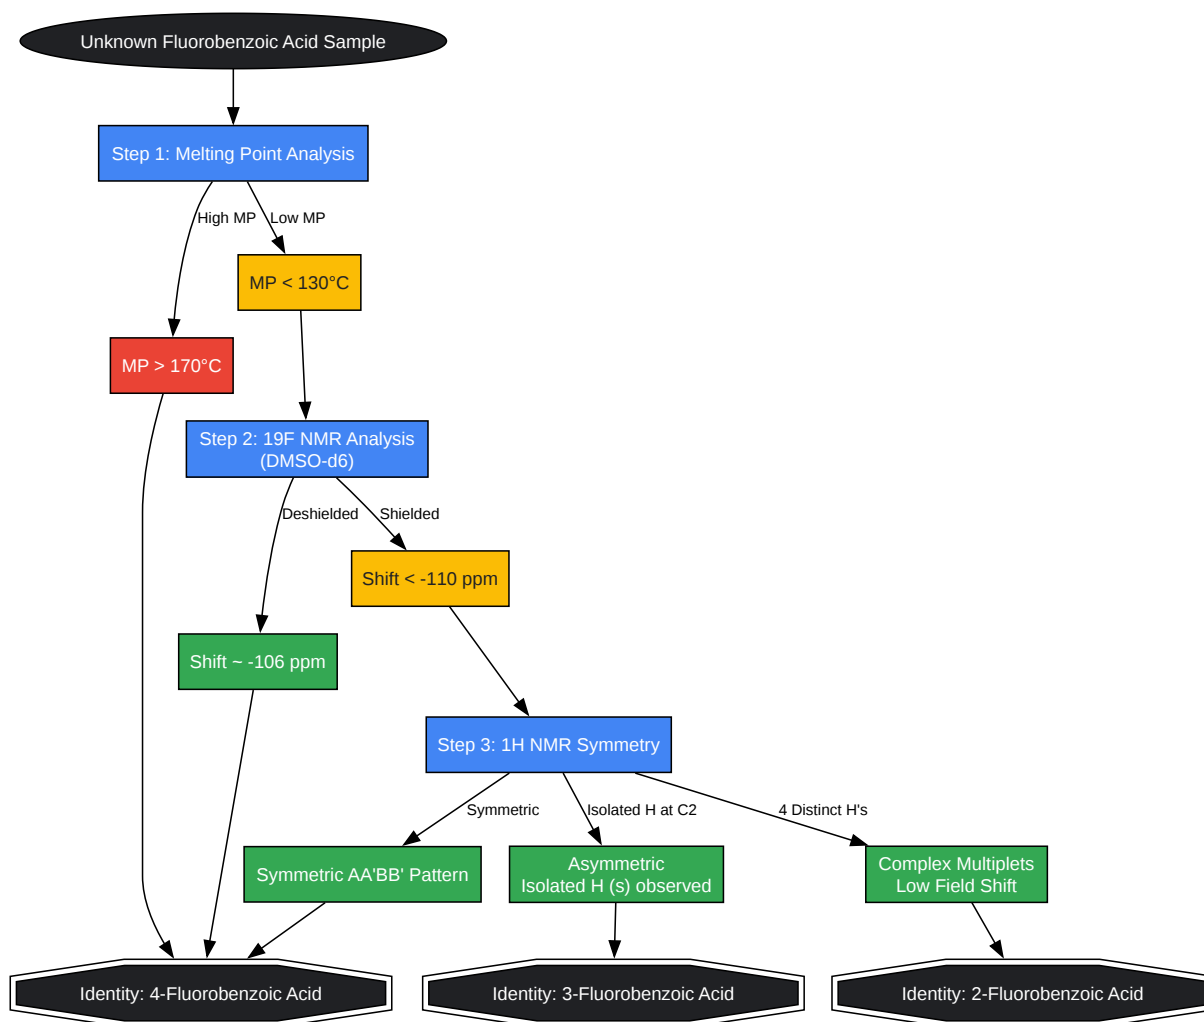 Unknown Fluorobenzoic Acid Sample
Step 1: Melting Point Analysis
High MP
Low MP
MP < 130°C
MP > 170°C
Step 2: 19F NMR Analysis
(DMSO-d6)
Deshielded
Shielded
Shift < -110 ppm
Shift ~ -106 ppm
Step 3: 1H NMR Symmetry
Symmetric
Isolated H at C2
4 Distinct H's
Symmetric AA'BB' Pattern
Asymmetric
Isolated H (s) observed
Complex Multiplets
Low Field Shift
Identity: 4-Fluorobenzoic Acid
Identity: 3-Fluorobenzoic Acid
Identity: 2-Fluorobenzoic Acid